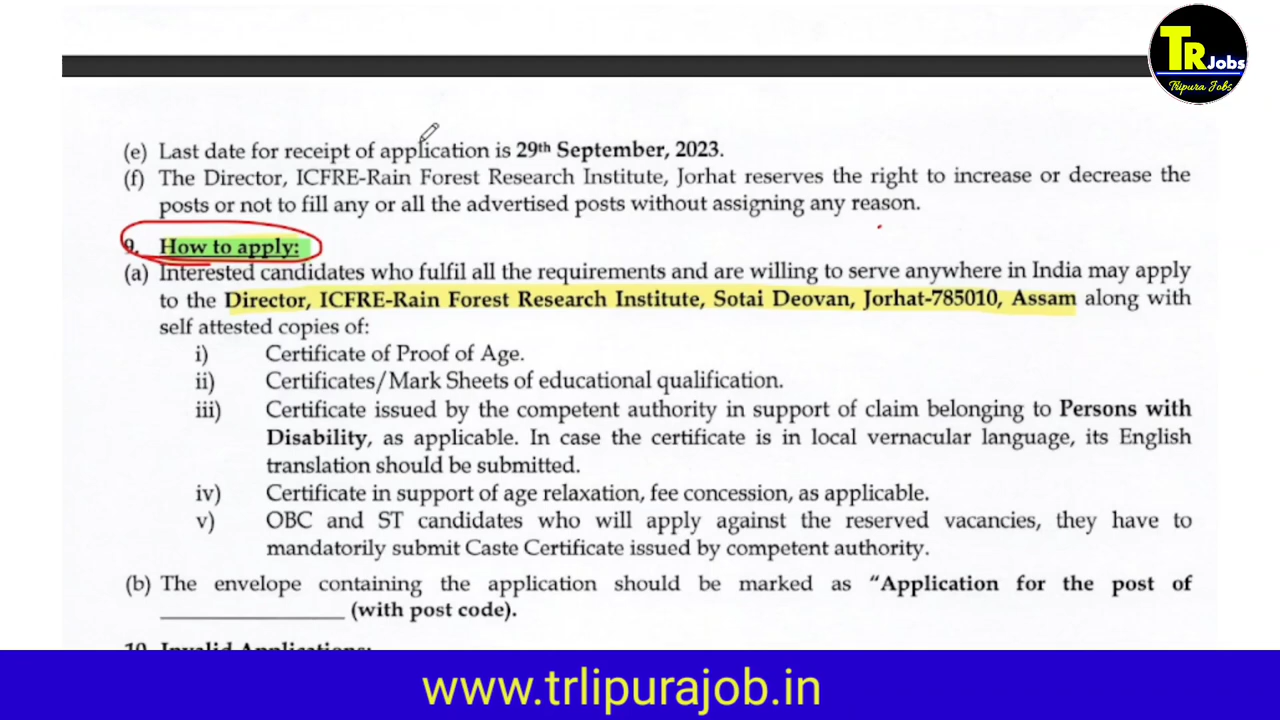 TR Jobs
Tripura Jobs
(e) Last date for receipt of application is 29th September, 2023.
(f) The Director, ICFRE-Rain Forest Research Institute, Jorhat reserves the right to increase or decrease the
posts or not to fill any or all the advertised posts without assigning any reason.
9. How to apply:
(a) Interested candidates who fulfil all the requirements and are willing to serve anywhere in India may apply
to the Director, ICFRE-Rain Forest Research Institute, Sotai Deovan, Jorhat-785010, Assam along with
self attested copies of:
i) Certificate of Proof of Age.
ii) Certificates/Mark Sheets of educational qualification.
iii) Certificate issued by the competent authority in support of claim belonging to Persons with
Disability, as applicable. In case the certificate is in local vernacular language, its English
translation should be submitted.
iv) Certificate in support of age relaxation, fee concession, as applicable.
v) OBC and ST candidates who will apply against the reserved vacancies, they have to
mandatorily submit Caste Certificate issued by competent authority.
(b) The envelope containing the application should be marked as "Application for the post of
____________________ (with post code).
10. Invalid Applications:
www.trlipurajob.in